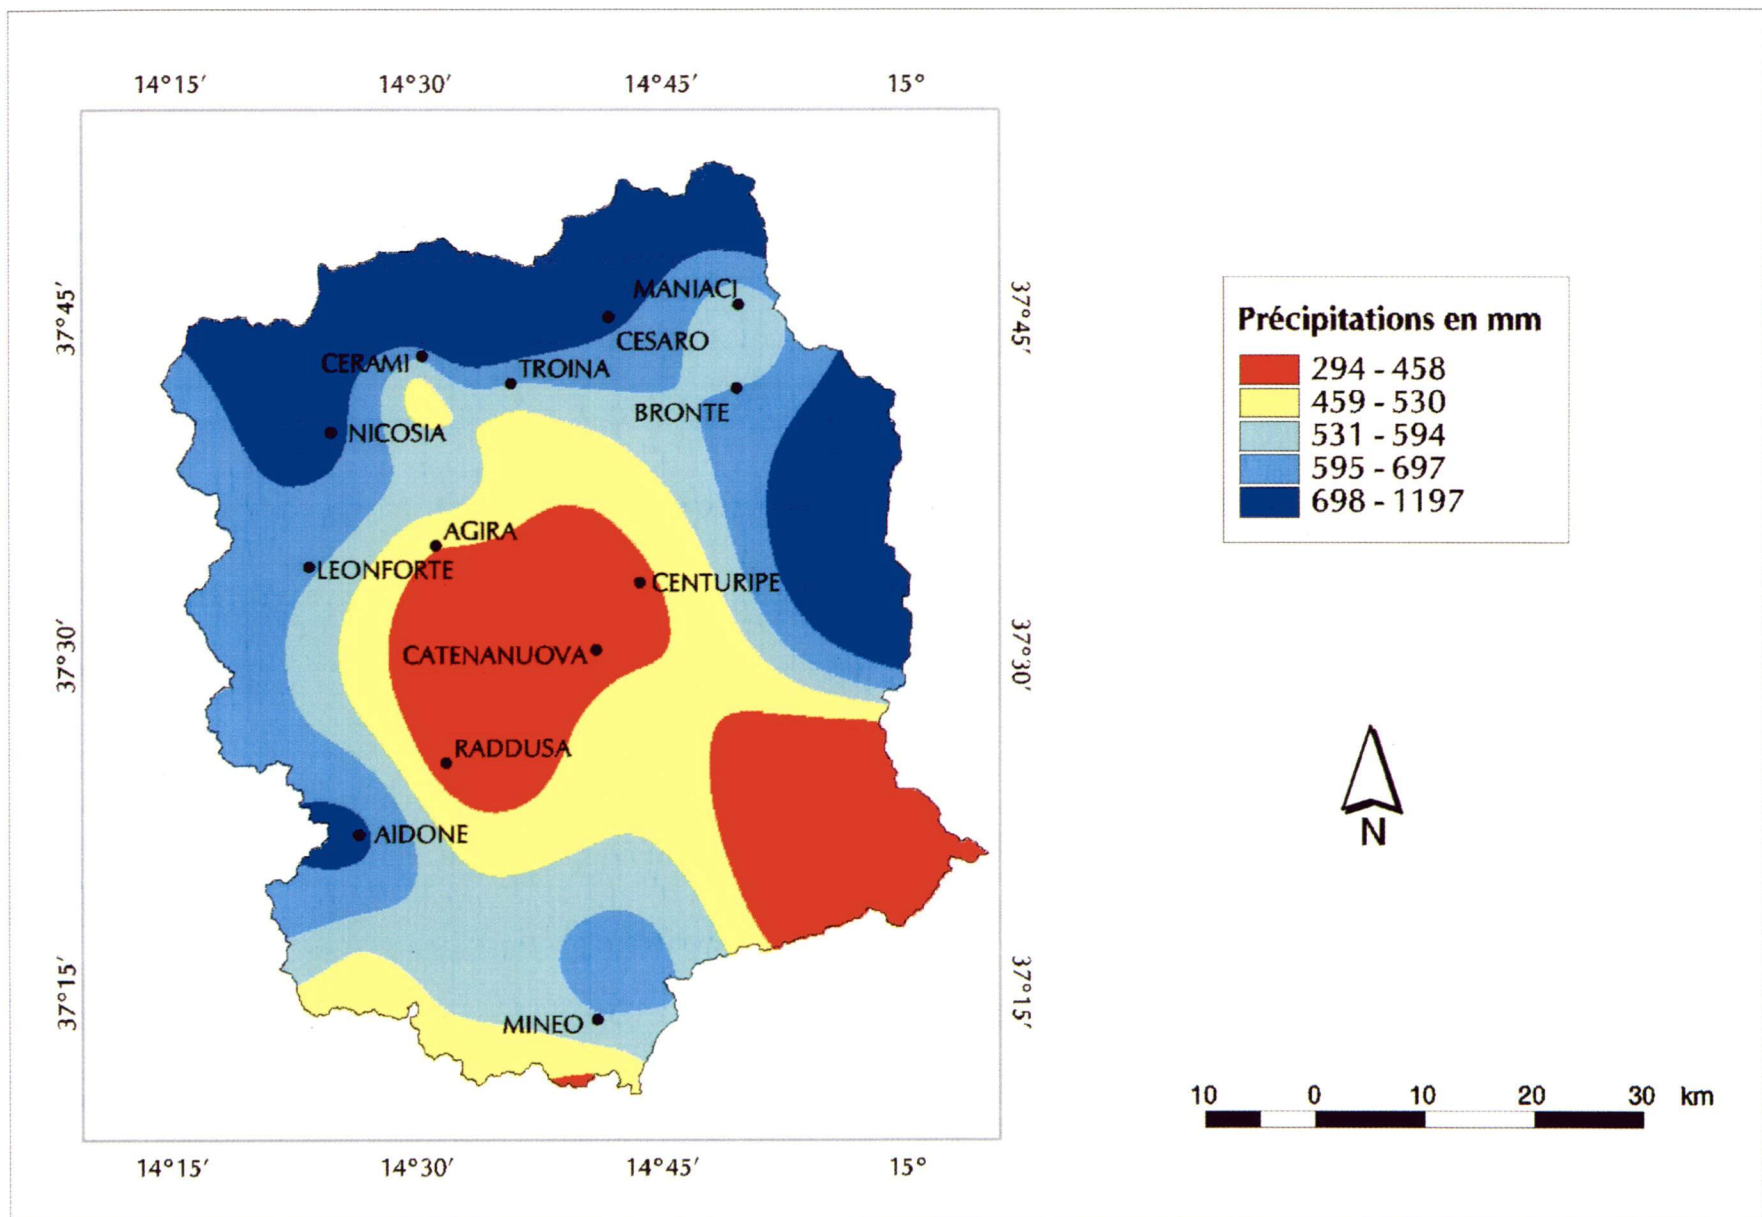 14°15′ 14°30′ 14°45′ 15°
37°45′
37°30′
37°15′
MANIACI
CESARO
CERAMI
TROINA
BRONTE
NICOSIA
AGIRA
LEONFORTE
CENTURIPE
CATENANUOVA
RADDUSA
AIDONE
MINEO
37°45′
37°30′
37°15′
14°15′ 14°30′ 14°45′ 15°
Précipitations en mm
294 - 458
459 - 530
531 - 594
595 - 697
698 - 1197
N
10 0 10 20 30 km